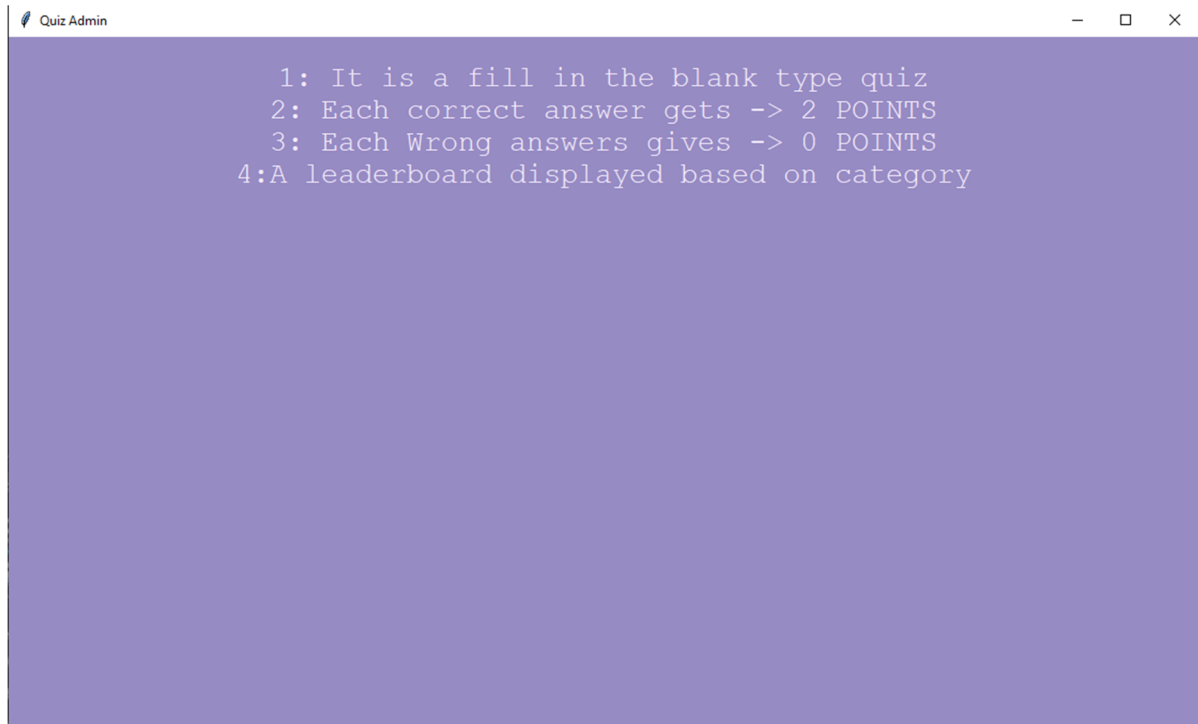 Quiz Admin
1: It is a fill in the blank type quiz
2: Each correct answer gets -> 2 POINTS
3: Each Wrong answers gives -> 0 POINTS
4:A leaderboard displayed based on category